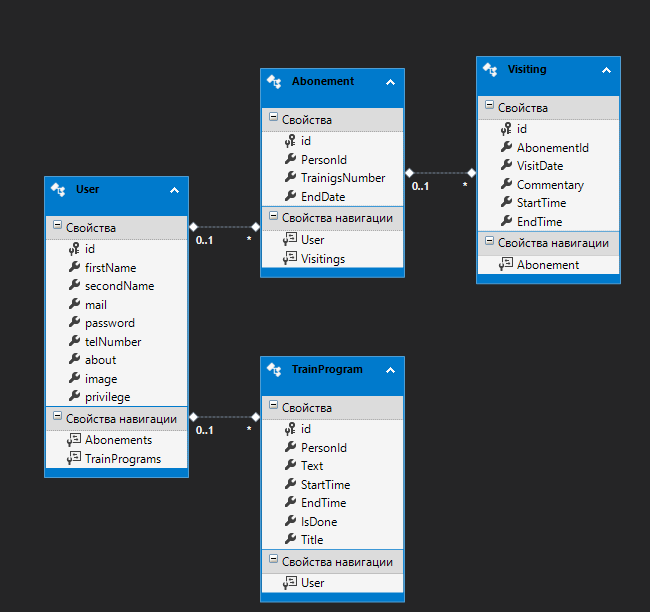 User
Свойства
id
firstName
secondName
mail
password
telNumber
about
image
privilege
Свойства навигации
Abonements
TrainPrograms
0..1
*
0..1
*
Abonement
Свойства
id
PersonId
TrainigsNumber
EndDate
Свойства навигации
User
Visitings
0..1
*
Visiting
Свойства
id
AbonementId
VisitDate
Commentary
StartTime
EndTime
Свойства навигации
Abonement
TrainProgram
Свойства
id
PersonId
Text
StartTime
EndTime
IsDone
Title
Свойства навигации
User